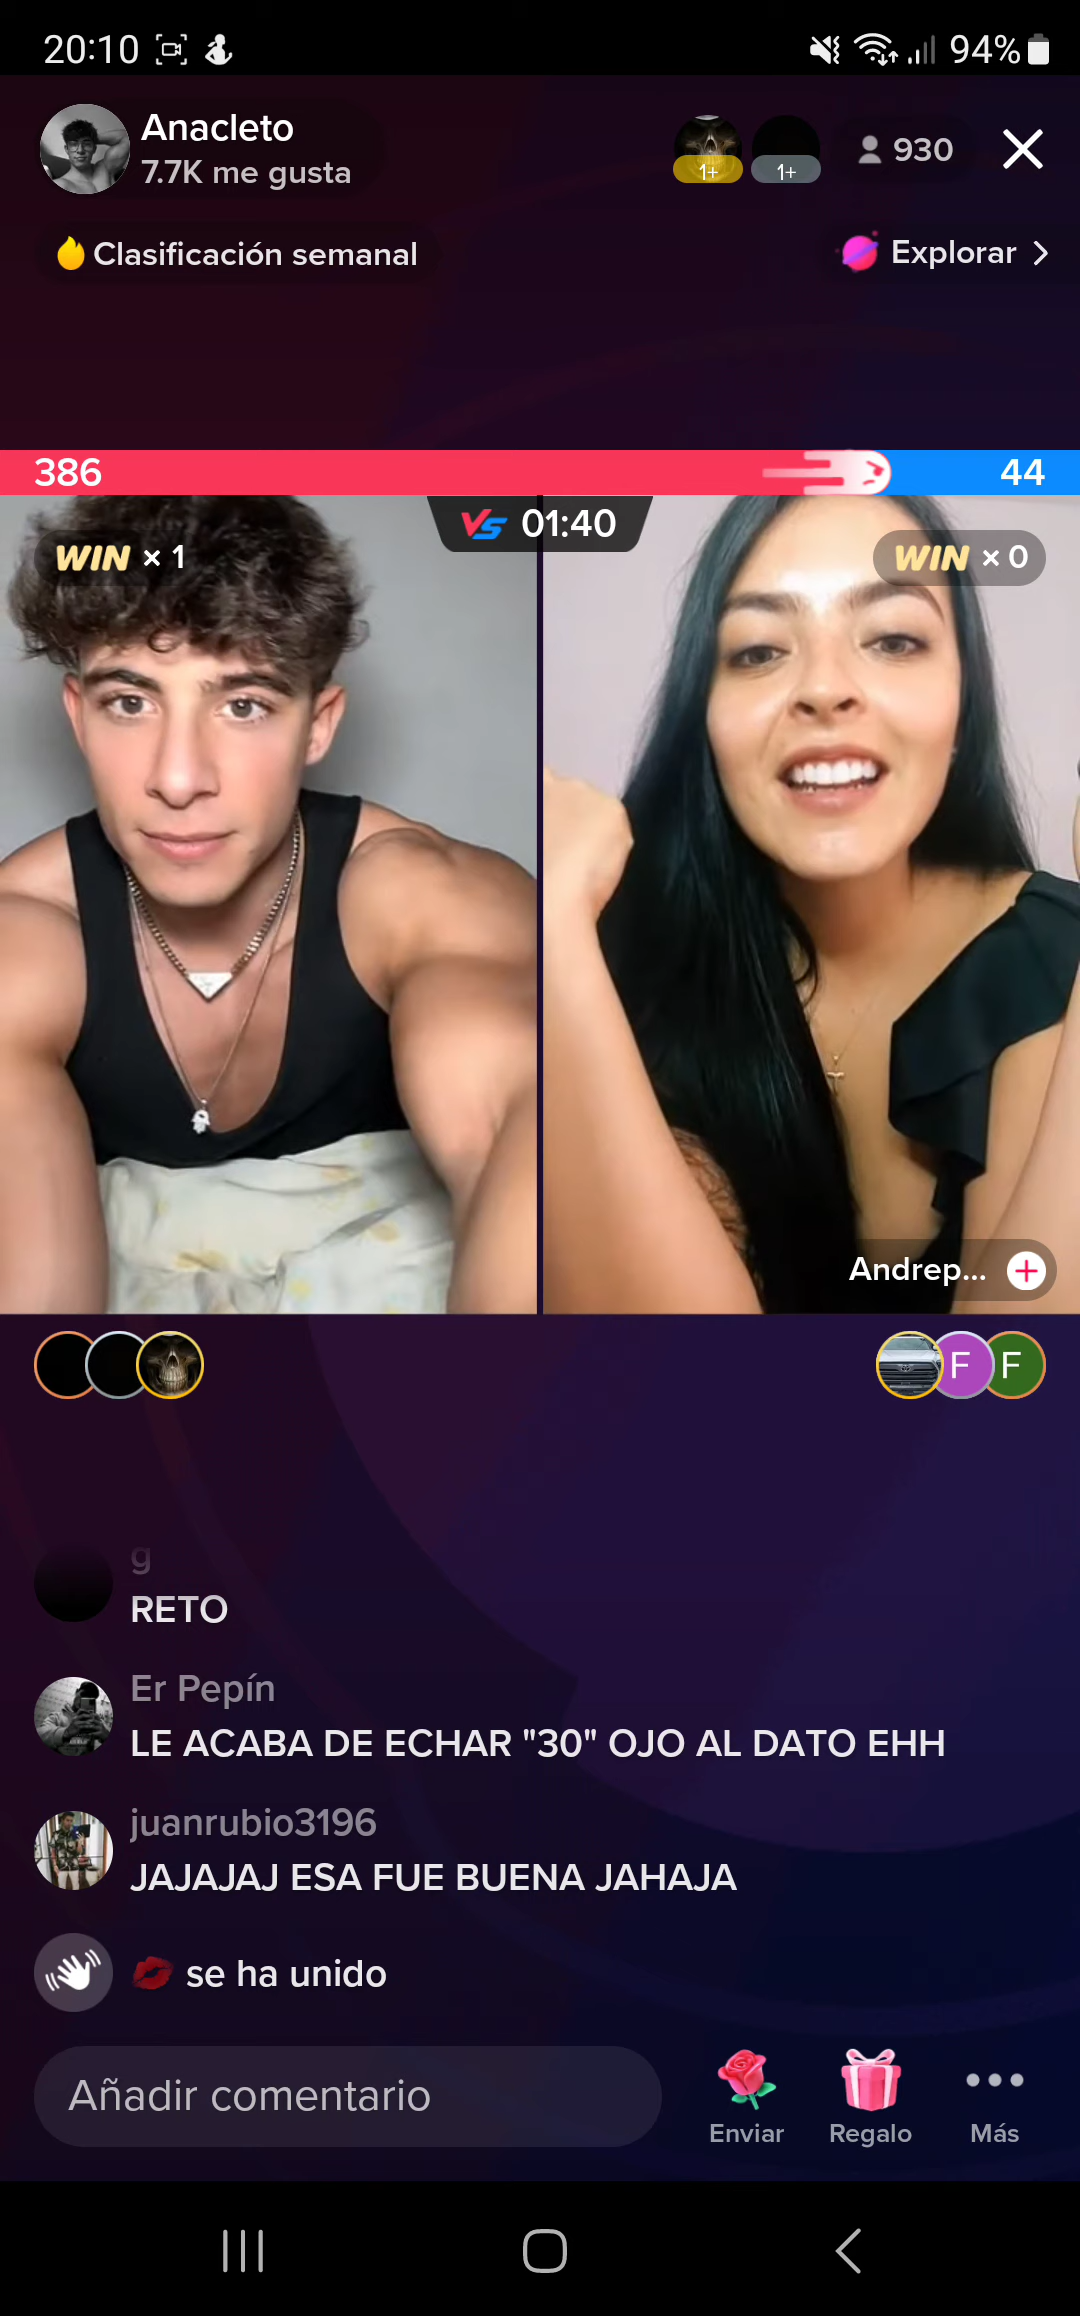 20:10
94%
Anacleto
7.7K me gusta
1+
1+
930
Clasificación semanal
Explorar
386
44
VS 01:40
WIN × 1
WIN × 0
Andrep...
F
F
g
RETO
Er Pepín
LE ACABA DE ECHAR "30" OJO AL DATO EHH
juanrubio3196
JAJAJAJ ESA FUE BUENA JAHAJA
se ha unido
Añadir comentario
Enviar
Regalo
Más